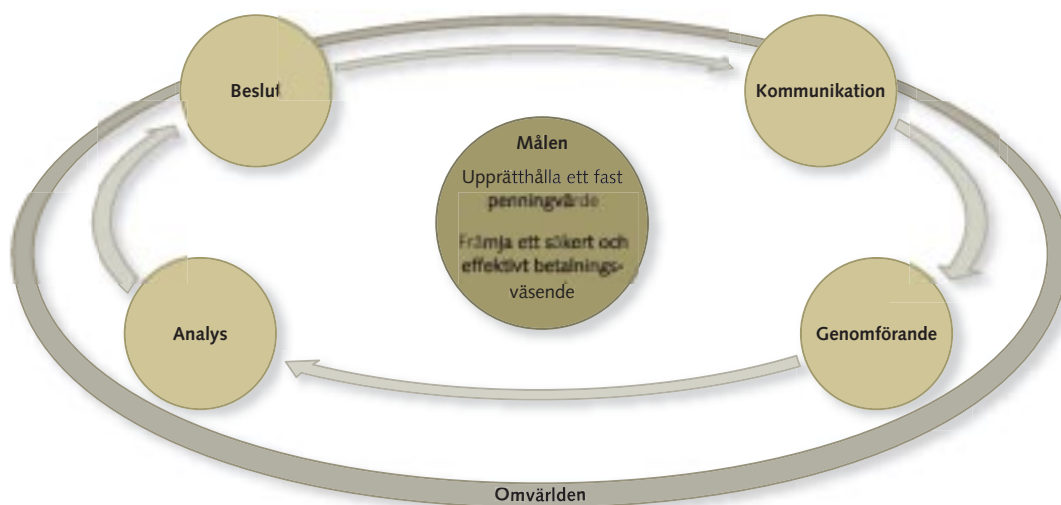 Beslut
Kommunikation
Målen
Upprätthålla ett fast
penningvärde
Främja ett säkert och
effektivt betalnings-
väsende
Analys
Genomförande
Omvärlden